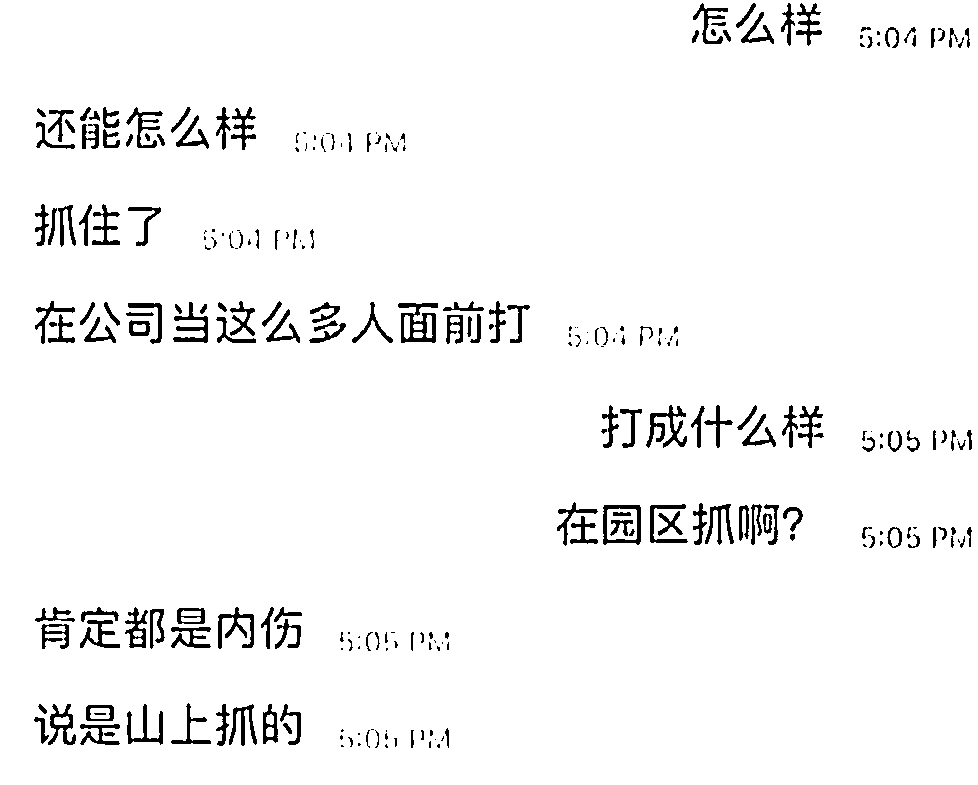 怎么样 5:04 PM
还能怎么样 5:04 PM
抓住了 5:04 PM
在公司当这么多人面前打 5:04 PM
打成什么样 5:05 PM
在园区抓啊? 5:05 PM
肯定都是内伤 5:05 PM
说是山上抓的 5:05 PM